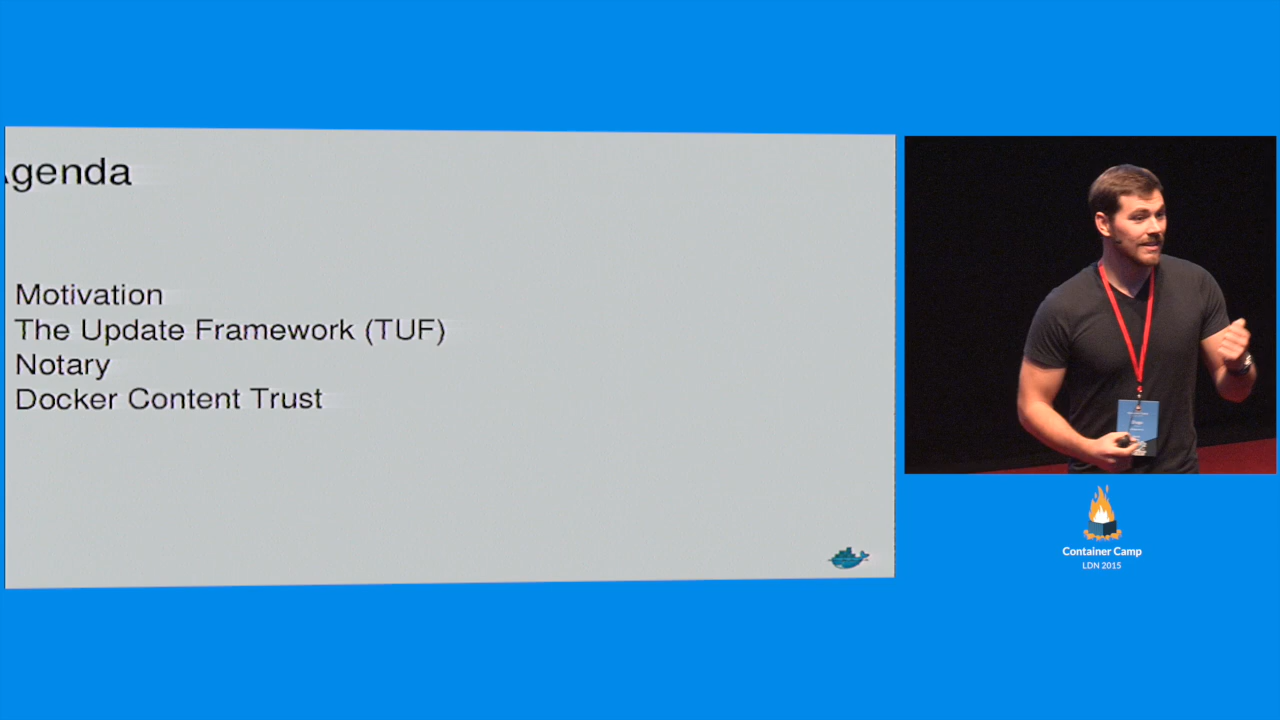 Agenda
Motivation
The Update Framework (TUF)
Notary
Docker Content Trust
Container Camp
LDN 2015